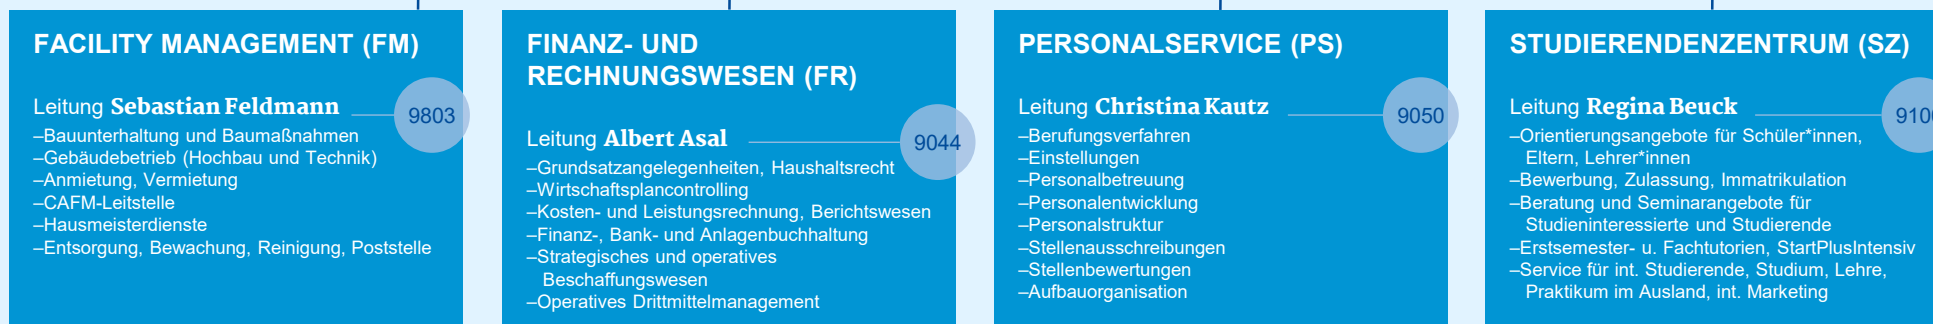 FACILITY MANAGEMENT (FM)
Leitung Sebastian Feldmann
9803
–Bauunterhaltung und Baumaßnahmen
–Gebäudebetrieb (Hochbau und Technik)
–Anmietung, Vermietung
–CAFM-Leitstelle
–Hausmeisterdienste
–Entsorgung, Bewachung, Reinigung, Poststelle
FINANZ- UND
RECHNUNGSWESEN (FR)
Leitung Albert Asal
9044
–Grundsatzangelegenheiten, Haushaltsrecht
–Wirtschaftsplancontrolling
–Kosten- und Leistungsrechnung, Berichtswesen
–Finanz-, Bank- und Anlagenbuchhaltung
–Strategisches und operatives
Beschaffungswesen
–Operatives Drittmittelmanagement
PERSONALSERVICE (PS)
Leitung Christina Kautz
9050
–Berufungsverfahren
–Einstellungen
–Personalbetreuung
–Personalentwicklung
–Personalstruktur
–Stellenausschreibungen
–Stellenbewertungen
–Aufbauorganisation
STUDIERENDENZENTRUM (SZ)
Leitung Regina Beuck
–Orientierungsangebote für Schüler*innen,
Eltern, Lehrer*innen
–Bewerbung, Zulassung, Immatrikulation
–Beratung und Seminarangebote für
Studieninteressierte und Studierende
–Erstsemester- u. Fachtutorien, StartPlusIntensiv
–Service für int. Studierende, Studium, Lehre,
Praktikum im Ausland, int. Marketing